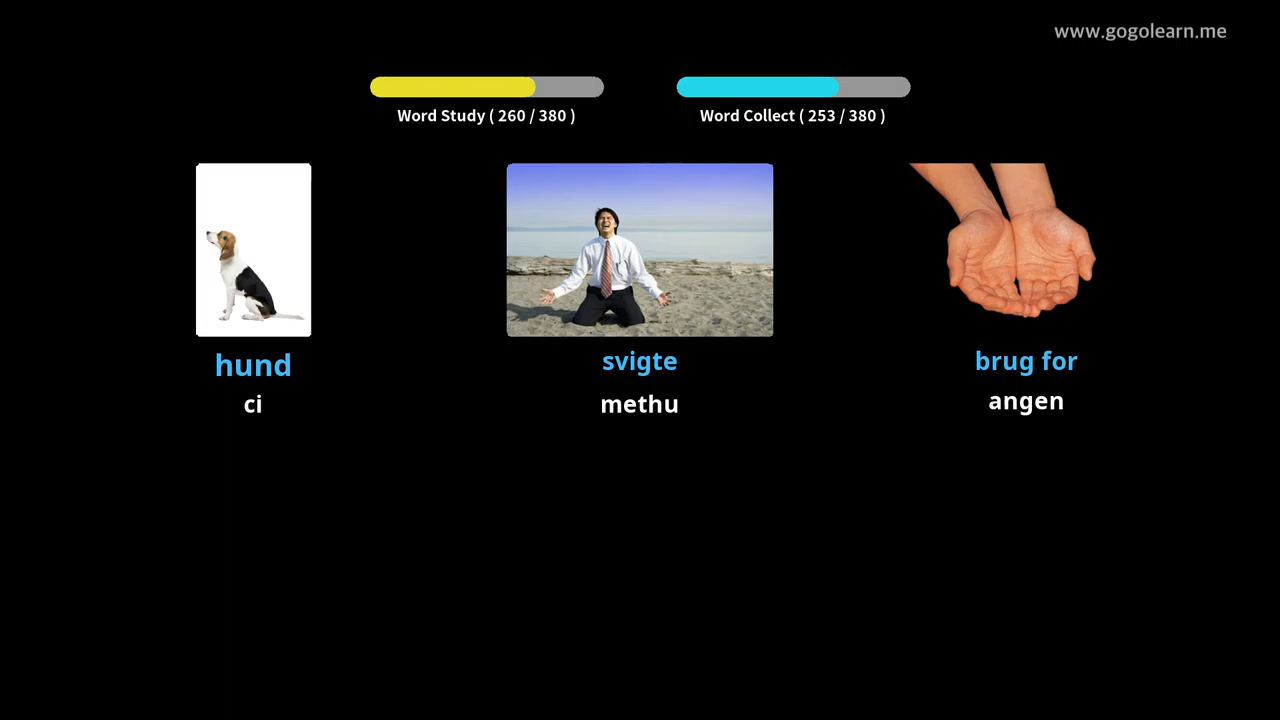 www.gogolearn.me
Word Study ( 260 / 380 )
Word Collect ( 253 / 380 )
hund
ci
svigte
methu
brug for
angen